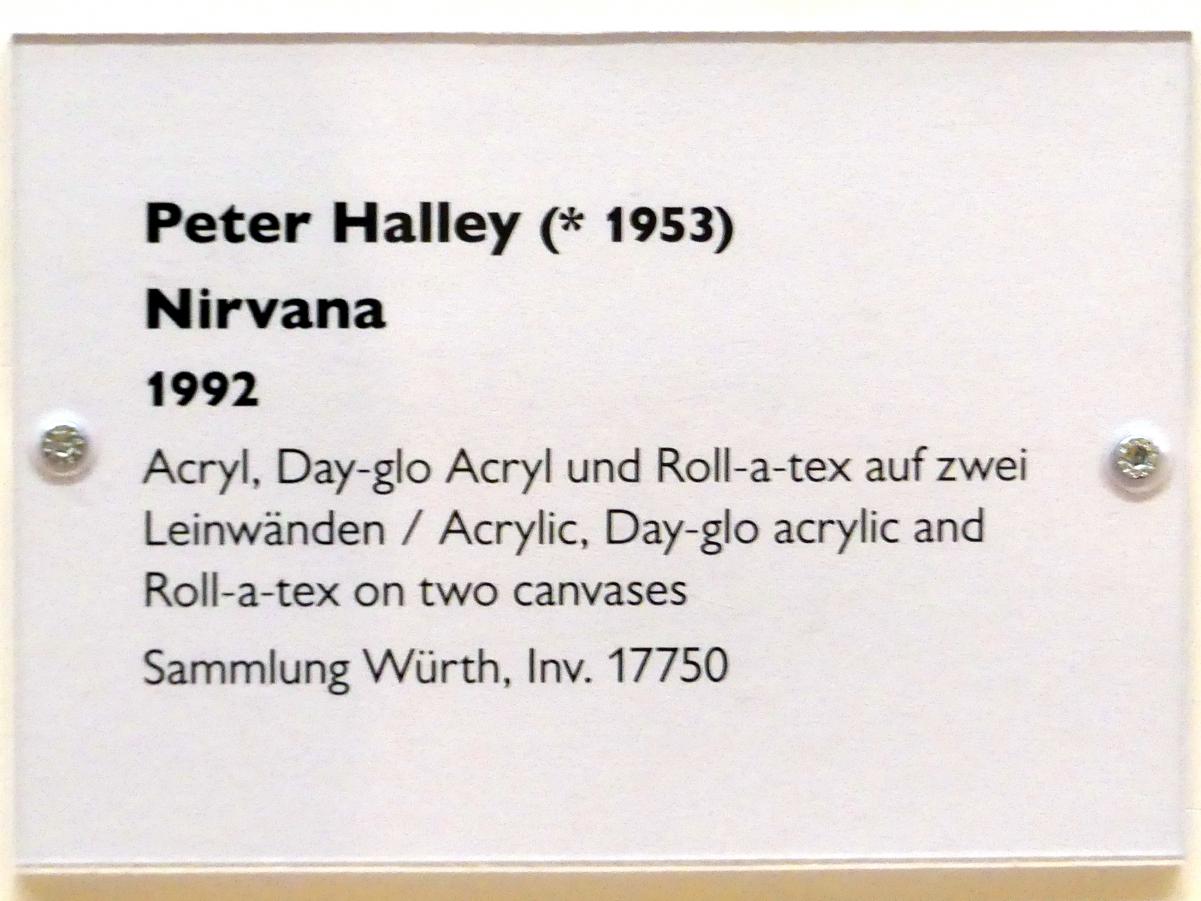 Peter Halley (* 1953)
Nirvana
1992
Acryl, Day-glo Acryl und Roll-a-tex auf zwei
Leinwänden / Acrylic, Day-glo acrylic and
Roll-a-tex on two canvases
Sammlung Würth, Inv. 17750